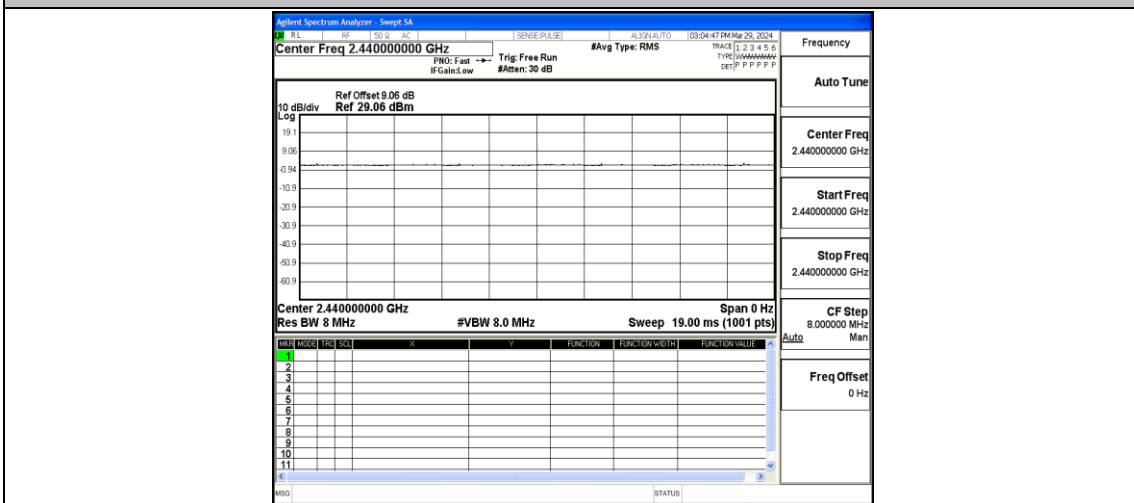 Agilent Spectrum Analyzer - Swept SA
RL RF 50 Ω AC SENSE:PULSE ALIGN AUTO 03:04:47 PM Mar 29, 2024
Center Freq 2.440000000 GHz
#Avg Type: RMS
TRACE 1 2 3 4 5 6
TYPE WWWWWW
DET P P P P P P
PNO: Fast
IFGain:Low
Trig: Free Run
#Atten: 30 dB
Ref Offset 9.06 dB
10 dB/div Ref 29.06 dBm
Log
19.1
9.06
-0.94
-10.9
-20.9
-30.9
-40.9
-50.9
-60.9
Center 2.440000000 GHz Span 0 Hz
Res BW 8 MHz #VBW 8.0 MHz Sweep 19.00 ms (1001 pts)
MKR MODE TRC SCL X Y FUNCTION FUNCTION WIDTH FUNCTION VALUE
1
2
3
4
5
6
7
8
9
10
11
MSG STATUS
Frequency
Auto Tune
Center Freq
2.440000000 GHz
Start Freq
2.440000000 GHz
Stop Freq
2.440000000 GHz
CF Step
8.000000 MHz
Auto Man
Freq Offset
0 Hz